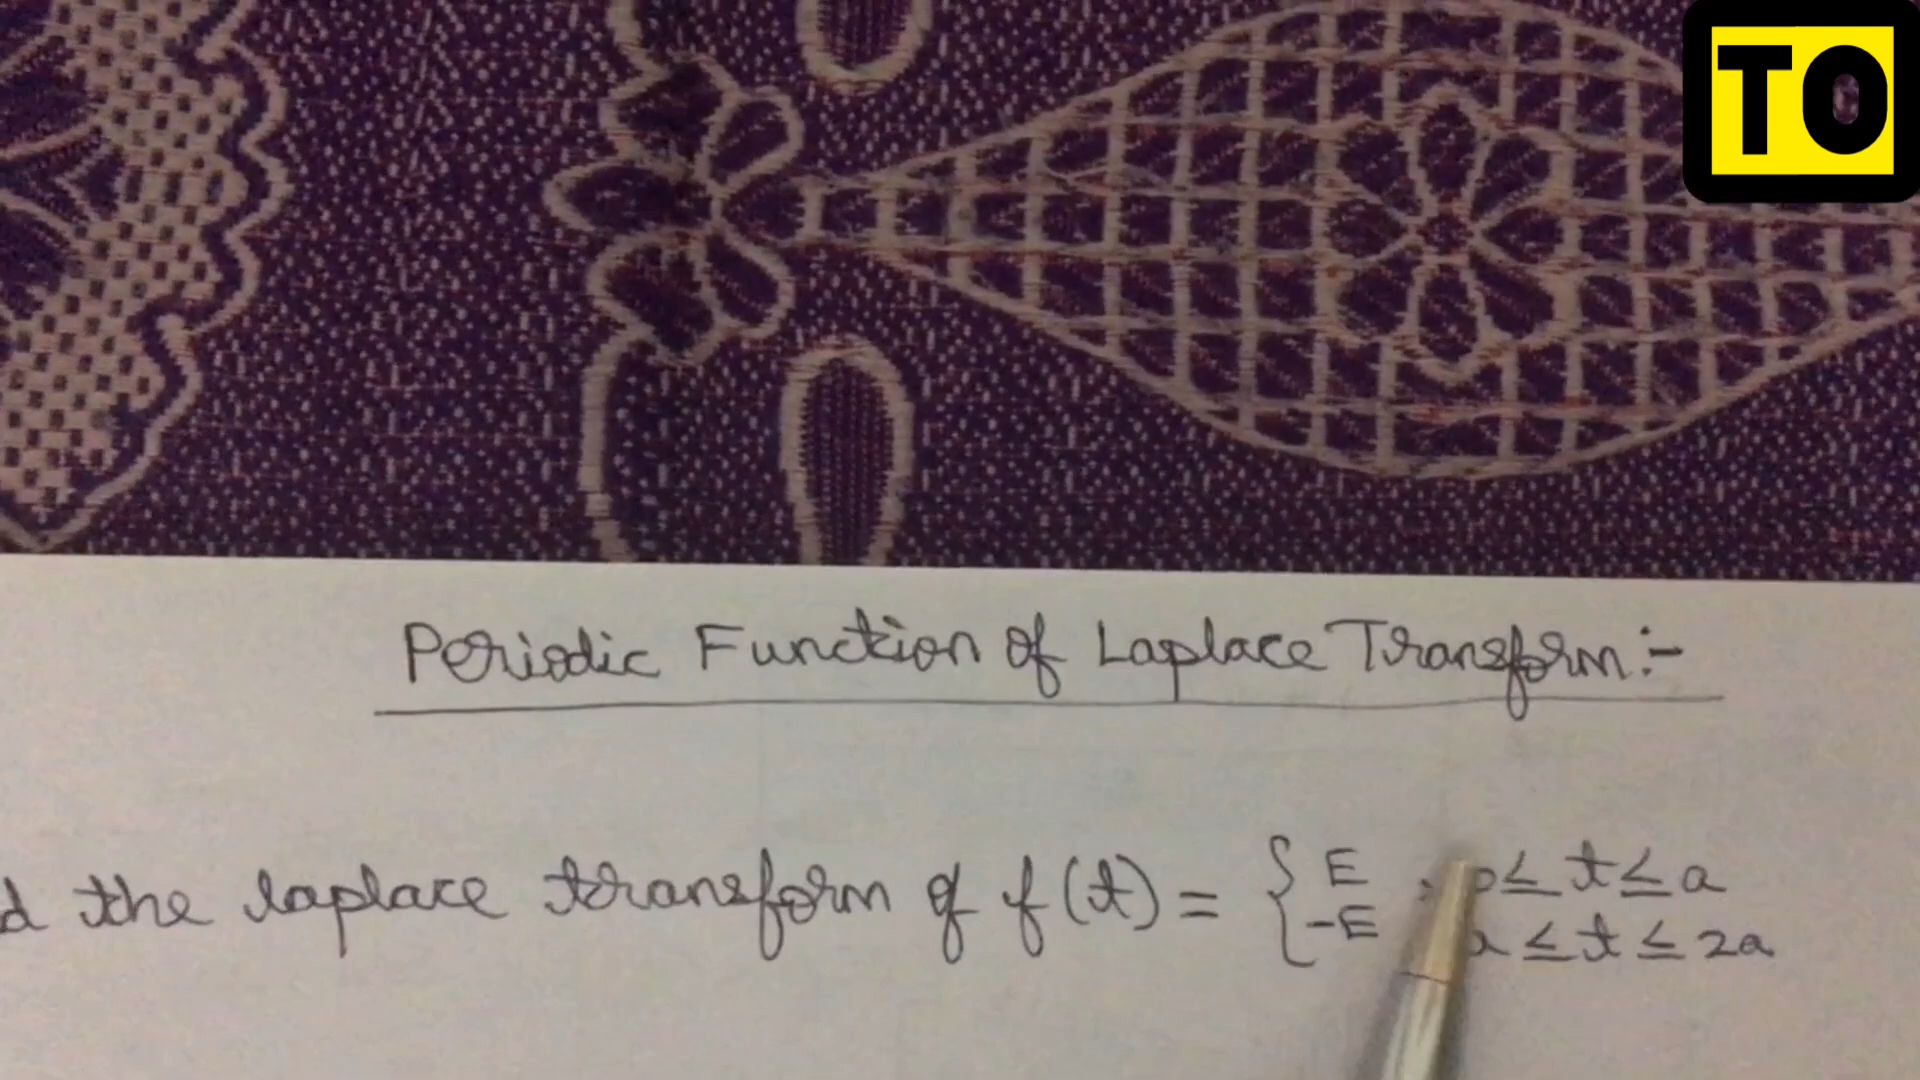 TO
Periodic Function of Laplace Transform:-
the laplace transform of f(t) = { E , 0 ≤ t ≤ a
-E a ≤ t ≤ 2a